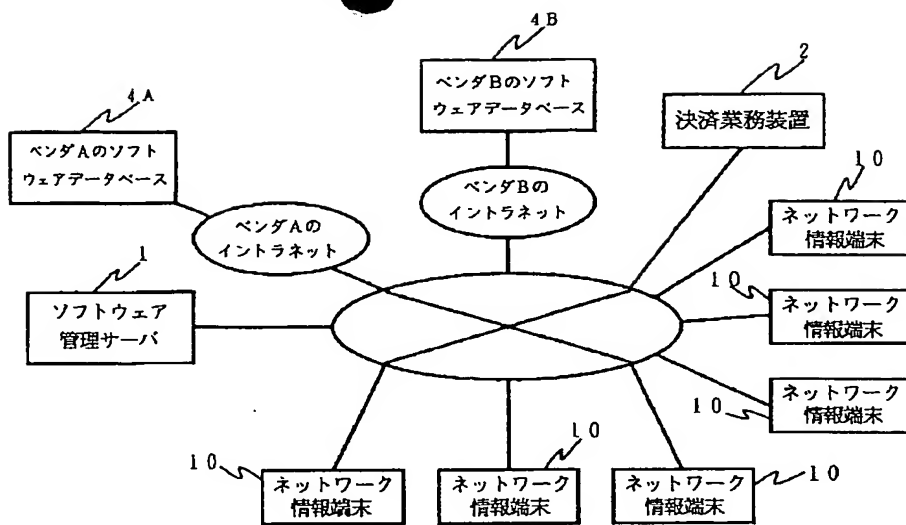 4B
ベンダBのソフト
ウェアデータベース
2
決済業務装置
4A
ベンダAのソフト
ウェアデータベース
ベンダBの
イントラネット
10
ネットワーク
情報端末
ベンダAの
イントラネット
1
ソフトウェア
管理サーバ
10
ネットワーク
情報端末
10
ネットワーク
情報端末
10
ネットワーク
情報端末
10
ネットワーク
情報端末
10
ネットワーク
情報端末